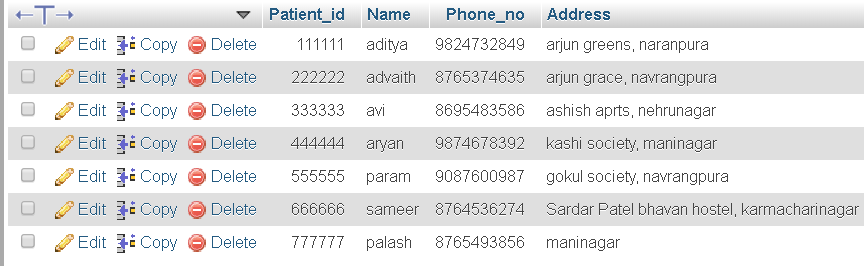 Patient_id Name Phone_no Address
Edit Copy Delete 111111 aditya 9824732849 arjun greens, naranpura
Edit Copy Delete 222222 advaith 8765374635 arjun grace, navrangpura
Edit Copy Delete 333333 avi 8695483586 ashish aprts, nehrunagar
Edit Copy Delete 444444 aryan 9874678392 kashi society, maninagar
Edit Copy Delete 555555 param 9087600987 gokul society, navrangpura
Edit Copy Delete 666666 sameer 8764536274 Sardar Patel bhavan hostel, karmacharinagar
Edit Copy Delete 777777 palash 8765493856 maninagar